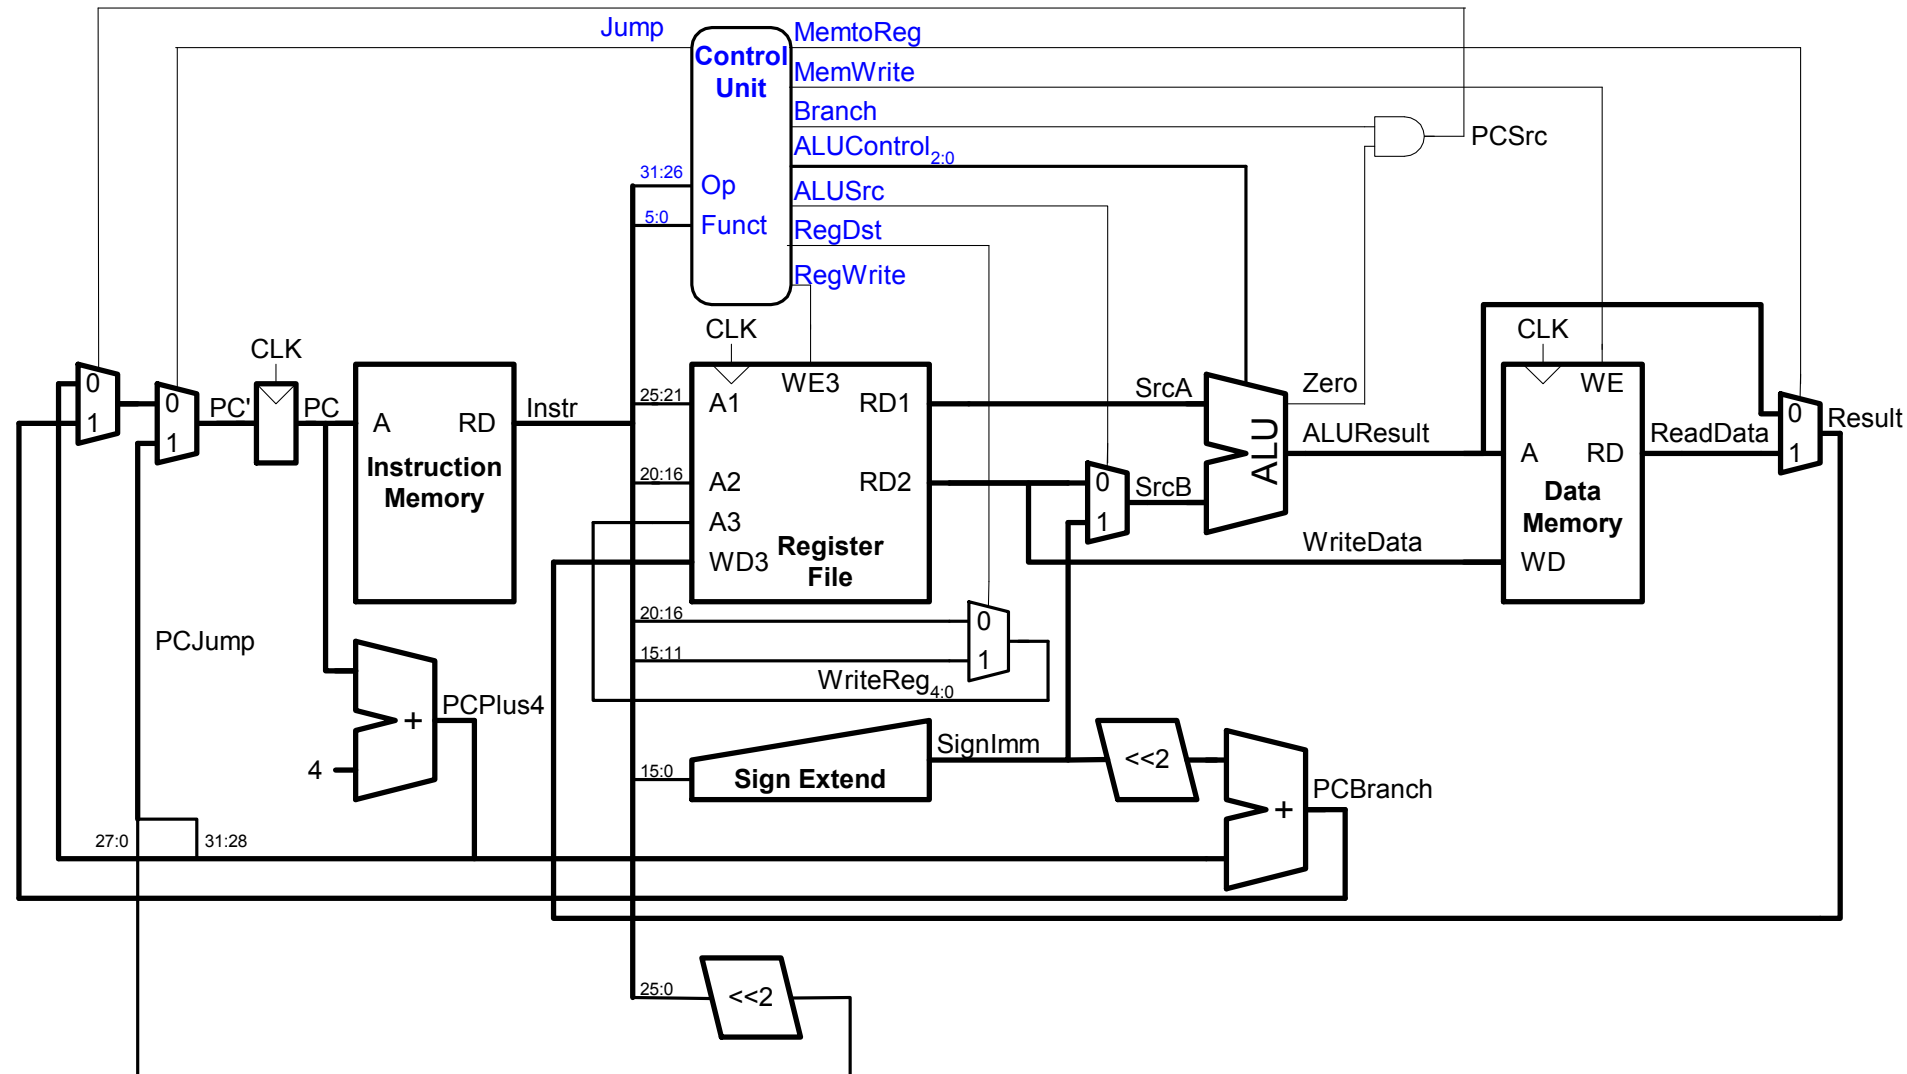 Jump
Control
Unit
MemtoReg
MemWrite
Branch
ALUControl2:0
ALUSrc
RegDst
RegWrite
PCSrc
31:26
Op
5:0
Funct
CLK
CLK
CLK
0
1
0
1
PC'
PC
A
RD
Instruction
Memory
Instr
25:21
A1
WE3
RD1
20:16
A2
RD2
A3
WD3
Register
File
SrcA
0
1
SrcB
ALU
Zero
ALUResult
WriteData
WE
A
RD
Data
Memory
WD
ReadData
0
1
Result
20:16
15:11
0
1
WriteReg4:0
PCJump
+
4
PCPlus4
15:0
Sign Extend
SignImm
<<2
+
PCBranch
27:0
31:28
25:0
<<2